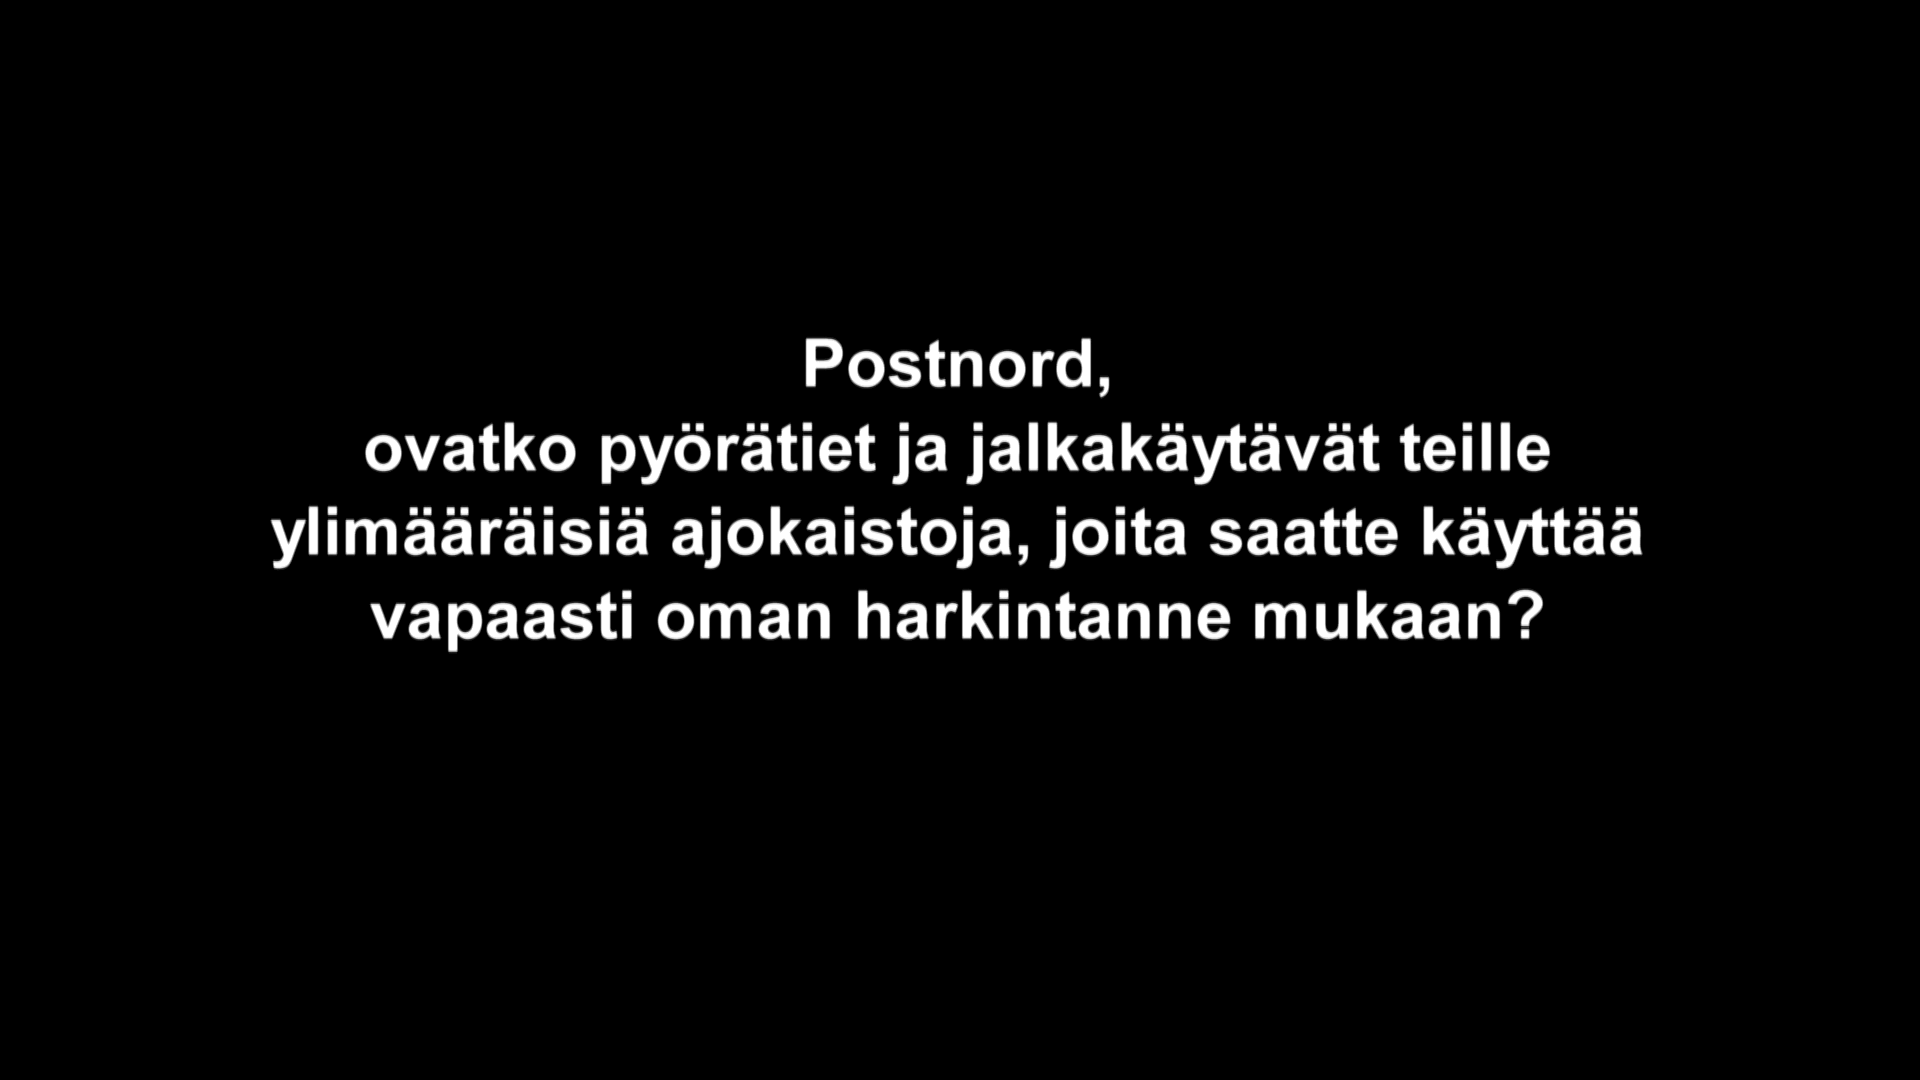 Postnord,
ovatko pyörätiet ja jalkakäytävät teille
ylimääräisiä ajokaistoja, joita saatte käyttää
vapaasti oman harkintanne mukaan?